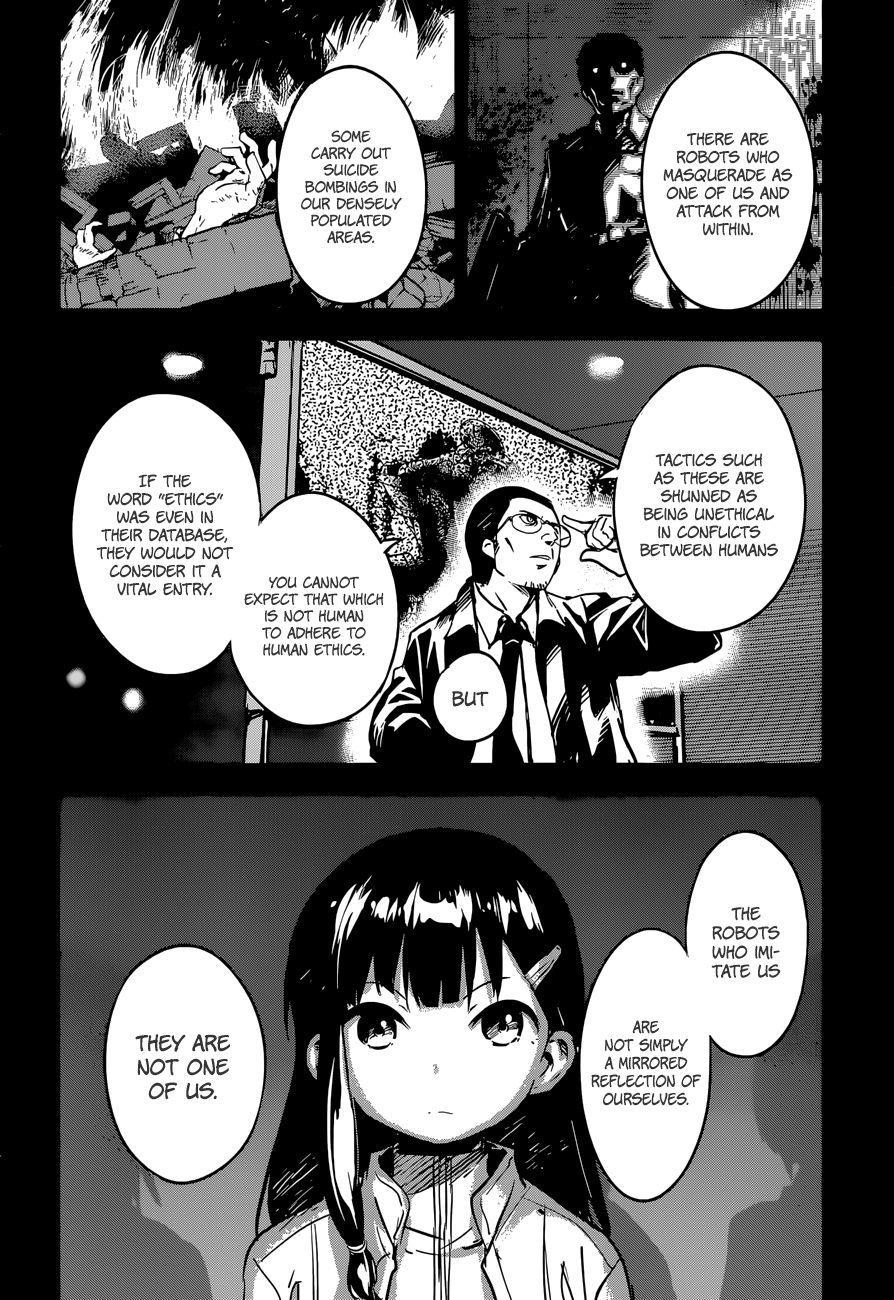 THERE ARE
ROBOTS WHO
MASQUERADE AS
ONE OF US AND
ATTACK FROM
WITHIN.
SOME
CARRY OUT
SUICIDE
BOMBINGS IN
OUR DENSELY
POPULATED
AREAS.
TACTICS SUCH
AS THESE ARE
SHUNNED AS
BEING UNETHICAL
IN CONFLICTS
BETWEEN HUMANS
BUT
YOU CANNOT
EXPECT THAT WHICH
IS NOT HUMAN
TO ADHERE TO
HUMAN ETHICS.
IF THE
WORD "ETHICS"
WAS EVEN IN
THEIR DATABASE,
THEY WOULD NOT
CONSIDER IT A
VITAL ENTRY.
THE
ROBOTS
WHO IMI-
TATE US
ARE
NOT SIMPLY
A MIRRORED
REFLECTION OF
OURSELVES.
THEY ARE
NOT ONE
OF US.